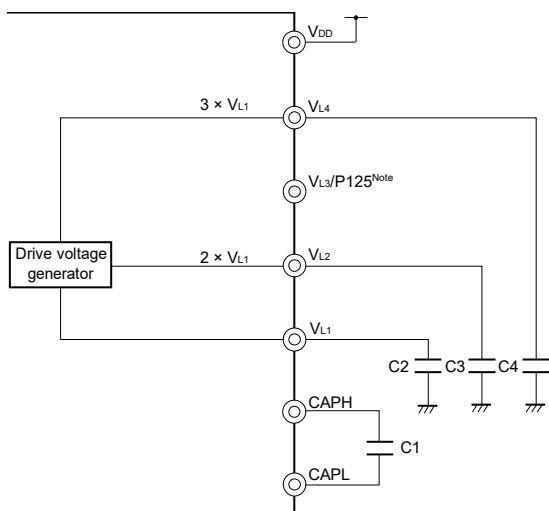 VDD
3 × VL1
VL4
VL3/P125Note
Drive voltage
generator
2 × VL1
VL2
VL1
C2
C3
C4
CAPH
C1
CAPL